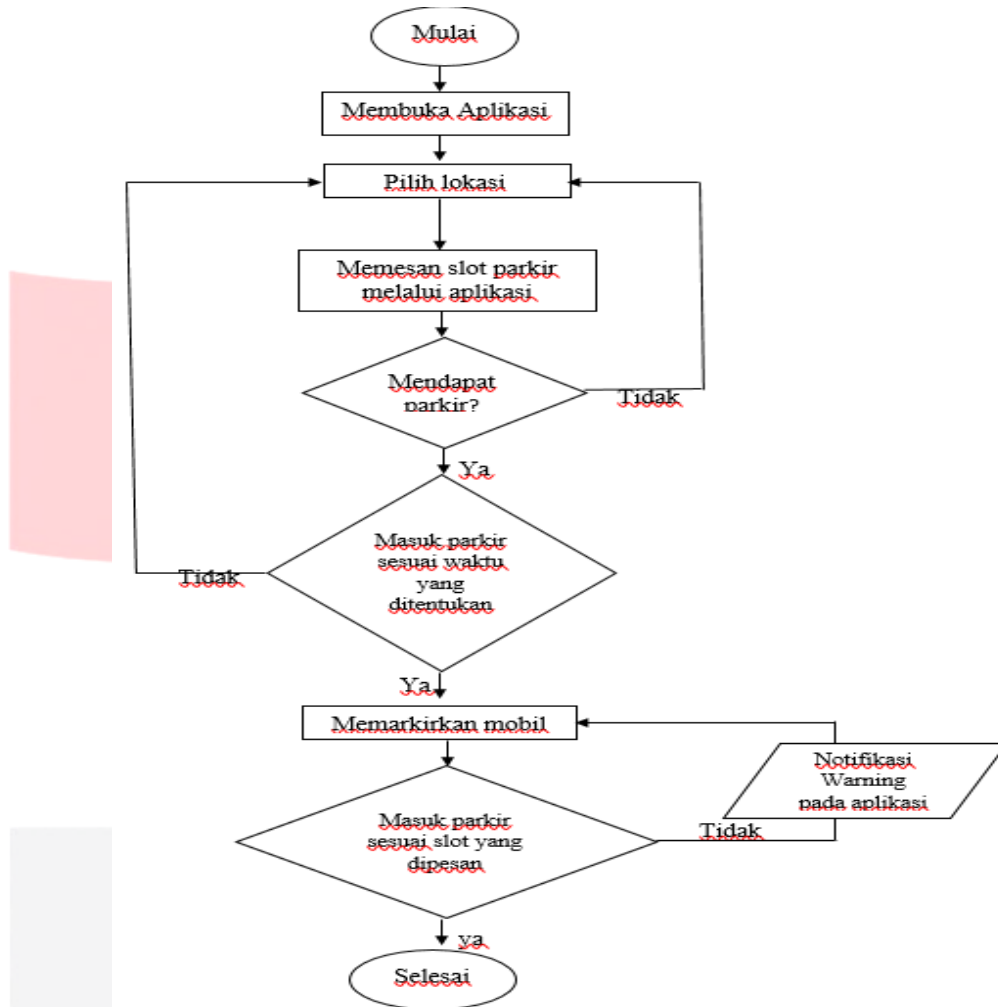 Mulai
Membuka Aplikasi
Pilih lokasi
Memesan slot parkir
melalui aplikasi
Mendapat
parkir?
Tidak
Ya
Masuk parkir
sesuai waktu
yang
ditentukan
Tidak
Ya
Memarkirkan mobil
Notifikasi
Warning
pada aplikasi
Masuk parkir
sesuai slot yang
dipesan
Tidak
ya
Selesai